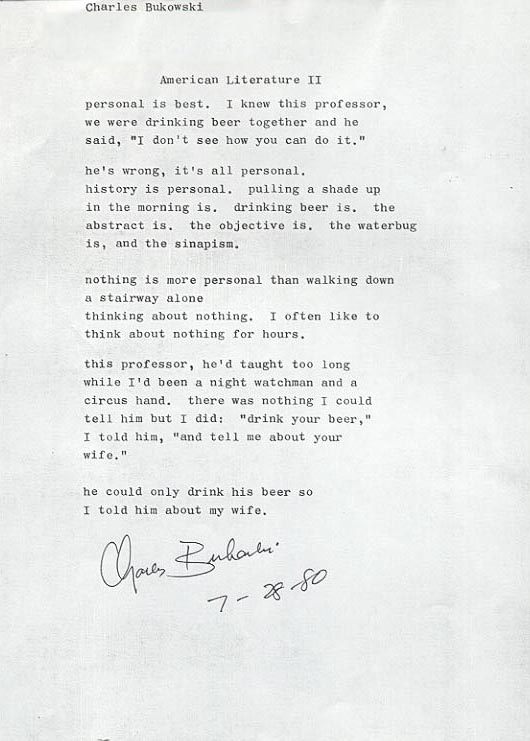 Charles Bukowski
American Literature II
personal is best. I knew this professor,
we were drinking beer together and he
said, "I don't see how you can do it."
he's wrong, it's all personal.
history is personal. pulling a shade up
in the morning is. drinking beer is. the
abstract is. the objective is. the waterbug
is, and the sinapism.
nothing is more personal than walking down
a stairway alone
thinking about nothing. I often like to
think about nothing for hours.
this professor, he'd taught too long
while I'd been a night watchman and a
circus hand. there was nothing I could
tell him but I did: "drink your beer,"
I told him, "and tell me about your
wife."
he could only drink his beer so
I told him about my wife.
Charles Bukowski
7-28-80